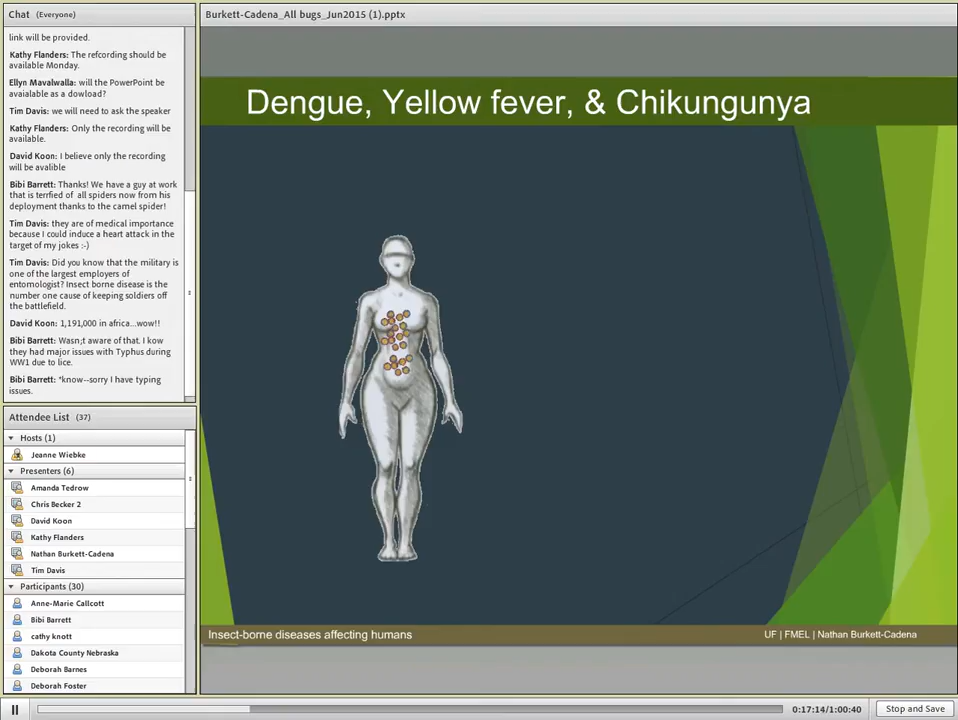 Chat (Everyone)
link will be provided.
Kathy Flanders: The refcording should be
available Monday.
Ellyn Mavalwalla: will the PowerPoint be
avaialable as a dowload?
Tim Davis: we will need to ask the speaker
Kathy Flanders: Only the recording will be
available.
David Koon: I believe only the recording
will be avalible
Bibi Barrett: Thanks! We have a guy at work
that is terrfied of all spiders now from his
deployment thanks to the camel spider!
Tim Davis: they are of medical importance
because I could induce a heart attack in the
target of my jokes :-)
Tim Davis: Did you know that the military is
one of the largest employers of
entomologist? Insect borne disease is the
number one cause of keeping soldiers off
the battlefield.
David Koon: 1,191,000 in africa...wow!!
Bibi Barrett: Wasn;t aware of that. I kow
they had major issues with Typhus during
WW1 due to lice.
Bibi Barrett: *know--sorry I have typing
issues.
Attendee List (37)
Hosts (1)
Jeanne Wiebke
Presenters (6)
Amanda Tedrow
Chris Becker 2
David Koon
Kathy Flanders
Nathan Burkett-Cadena
Tim Davis
Participants (30)
Anne-Marie Callcott
Bibi Barrett
cathy knott
Dakota County Nebraska
Deborah Barnes
Deborah Foster
Burkett-Cadena_All bugs_Jun2015 (1).pptx
Dengue, Yellow fever, & Chikungunya
Insect-borne diseases affecting humans
UF | FMEL | Nathan Burkett-Cadena
0:17:14/1:00:40
Stop and Save